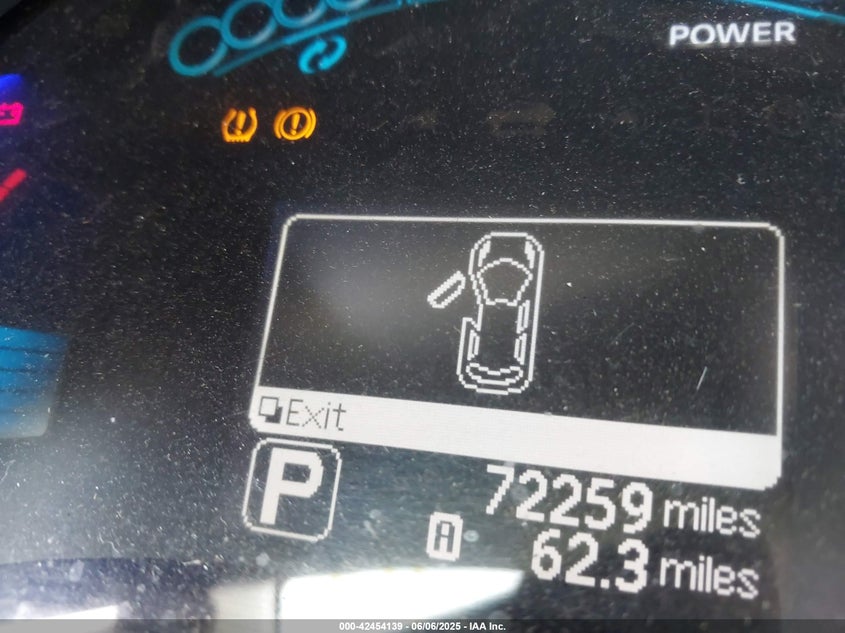 POWER
Exit
P
72259 miles
A 62.3 miles
000-42454139 - 06/06/2025 - IAA Inc.